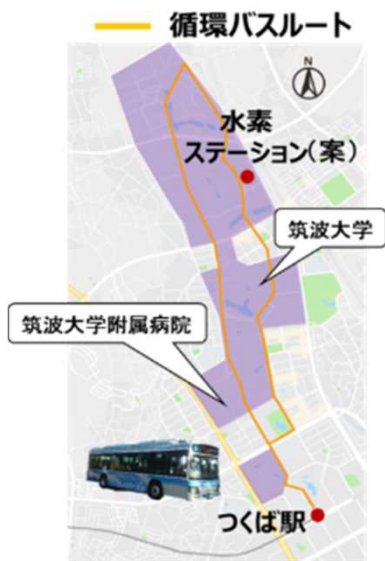 循環バスルート
N
水素
ステーション(案)
筑波大学
筑波大学附属病院
つくば駅